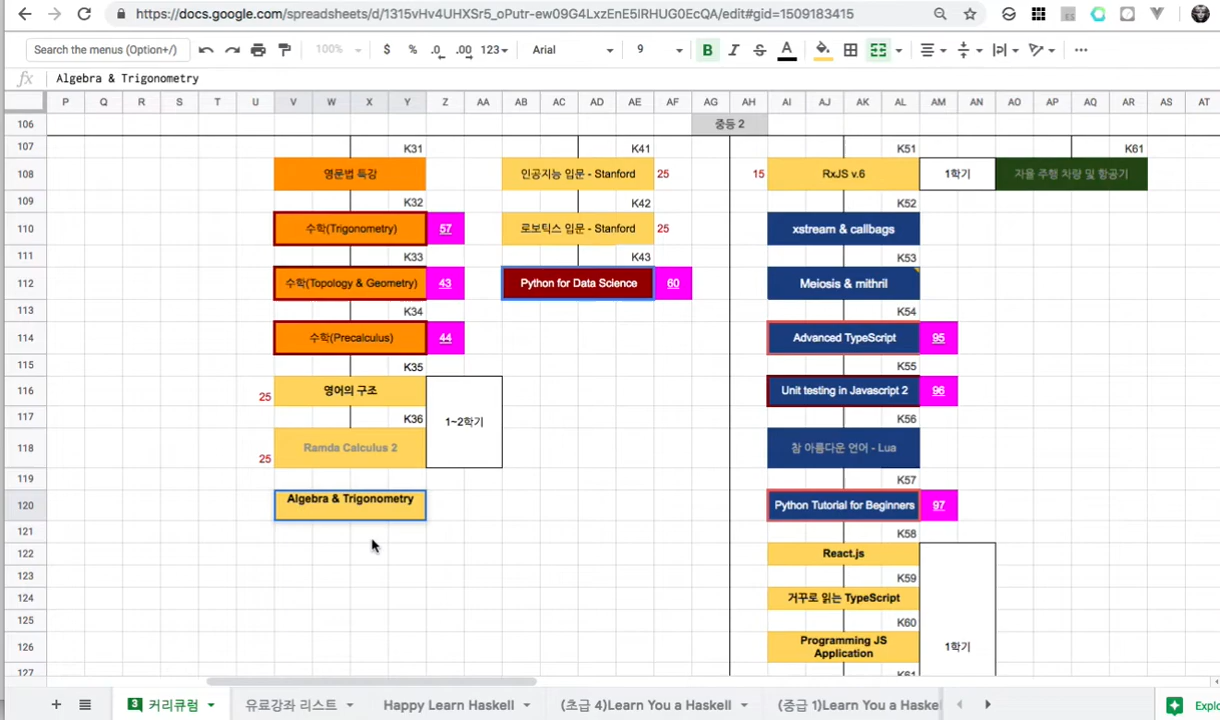 https://docs.google.com/spreadsheets/d/1315vHv4UHXSr5_oPutr-ew09G4LxzEnE5lRHUG0EcQA/edit#gid=1509183415
Search the menus (Option+/) 100% $ % .0 .00 123 Arial 9 B I S A
fx Algebra & Trigonometry
P Q R S T U V W X Y Z AA AB AC AD AE AF AG AH AI AJ AK AL AM AN AO AP AQ AR AS AT
106 중등 2
107 K31 K41 K51 K61
108 영문법 특강 인공지능 입문 - Stanford 25 15 RxJS v.6 1학기 자율 주행 차량 및 항공기
109 K32 K42 K52
110 수학(Trigonometry) 57 로보틱스 입문 - Stanford 25 xstream & callbags
111 K33 K43 K53
112 수학(Topology & Geometry) 43 Python for Data Science 60 Meiosis & mithril
113 K34 K54
114 수학(Precalculus) 44 Advanced TypeScript 95
115 K35 K55
116 25 영어의 구조 Unit testing in Javascript 2 96
117 K36 1~2학기 K56
118 25 Ramda Calculus 2 참 아름다운 언어 - Lua
119 K57
120 Algebra & Trigonometry Python Tutorial for Beginners 97
121 K58
122 React.js
123 K59
124 거꾸로 읽는 TypeScript
125 K60
126 Programming JS Application 1학기
127 K61
3 커리큘럼 유료강좌 리스트 Happy Learn Haskell (초급 4)Learn You a Haskell (중급 1)Learn You a Haske Explo